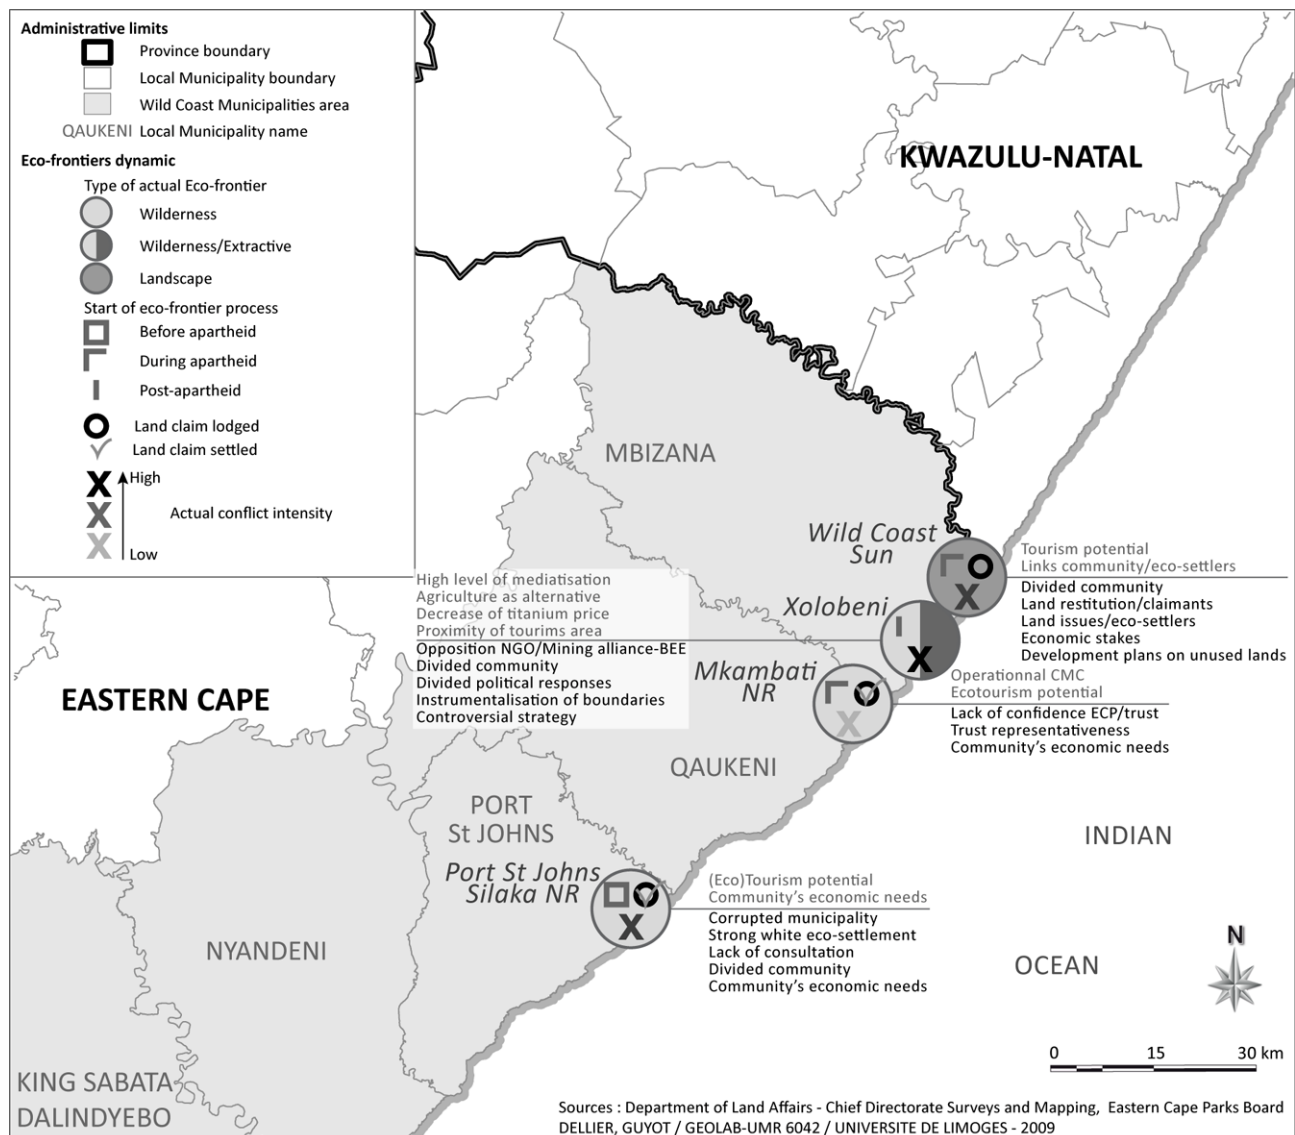 Administrative limits
Province boundary
Local Municipality boundary
Wild Coast Municipalities area
QAUKENI Local Municipality name
Eco-frontiers dynamic
Type of actual Eco-frontier
Wilderness
Wilderness/Extractive
Landscape
Start of eco-frontier process
Before apartheid
During apartheid
Post-apartheid
Land claim lodged
Land claim settled
High
Actual conflict intensity
Low
KWAZULU-NATAL
MBIZANA
Wild Coast
Sun
Tourism potential
Links community/eco-settlers
Divided community
Land restitution/claimants
Land issues/eco-settlers
Economic stakes
Development plans on unused lands
High level of mediatisation
Agriculture as alternative
Decrease of titanium price
Proximity of tourims area
Opposition NGO/Mining alliance-BEE
Divided community
Divided political responses
Instrumentalisation of boundaries
Controversial strategy
Xolobeni
Mkambati
NR
Operationnal CMC
Ecotourism potential
Lack of confidence ECP/trust
Trust representativeness
Community's economic needs
EASTERN CAPE
QAUKENI
PORT
St JOHNS
Port St Johns
Silaka NR
(Eco)Tourism potential
Community's economic needs
Corrupted municipality
Strong white eco-settlement
Lack of consultation
Divided community
Community's economic needs
INDIAN
OCEAN
N
NYANDENI
KING SABATA
DALINDYEBO
0 15 30 km
Sources : Department of Land Affairs - Chief Directorate Surveys and Mapping, Eastern Cape Parks Board
DELLIER, GUYOT / GEOLAB-UMR 6042 / UNIVERSITE DE LIMOGES - 2009